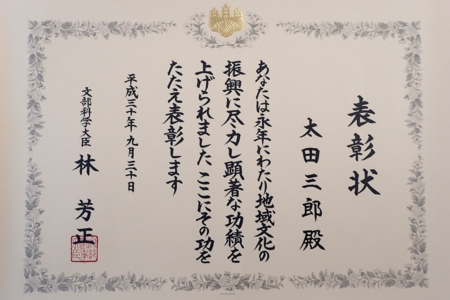 表彰状
太田三郎殿
あなたは永年にわたり地域文化の
振興に尽力し顕著な功績を
上げられました、ここにその功を
たたえ表彰します
平成三十年九月三十日
文部科学大臣 林芳正